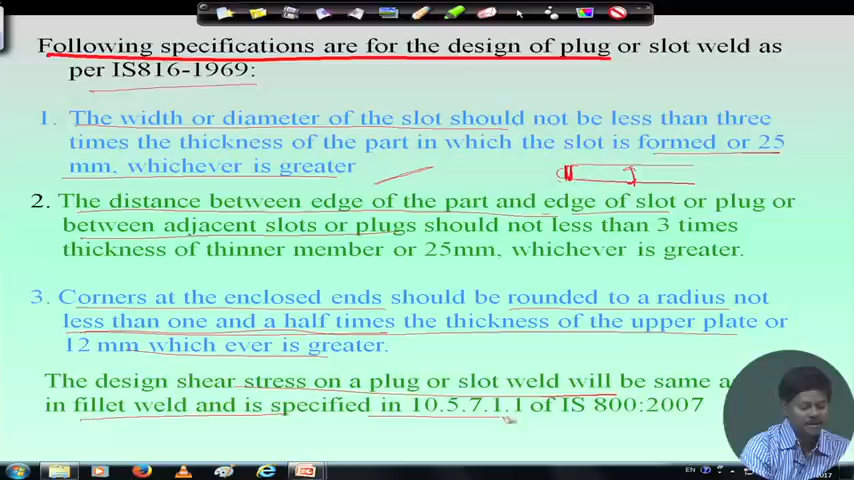 Following specifications are for the design of plug or slot weld as
per IS816-1969:
1. The width or diameter of the slot should not be less than three
times the thickness of the part in which the slot is formed or 25
mm, whichever is greater
2. The distance between edge of the part and edge of slot or plug or
between adjacent slots or plugs should not less than 3 times
thickness of thinner member or 25mm, whichever is greater.
3. Corners at the enclosed ends should be rounded to a radius not
less than one and a half times the thickness of the upper plate or
12 mm which ever is greater.
The design shear stress on a plug or slot weld will be same a
in fillet weld and is specified in 10.5.7.1.1 of IS 800:2007
EN